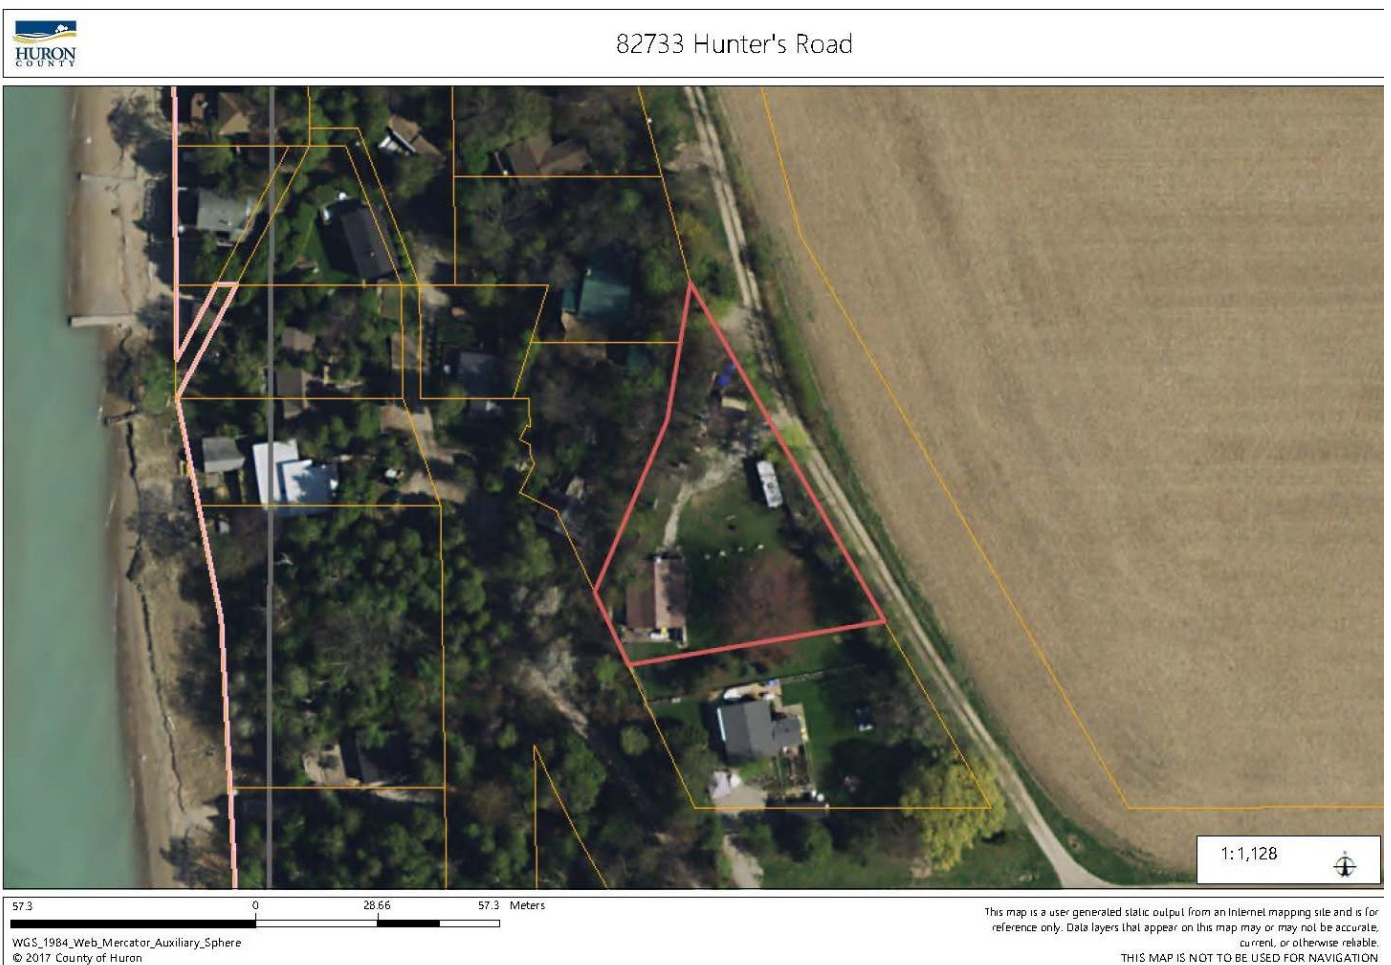 HURON
COUNTY
82733 Hunter's Road
1:1,128
57.3 0 28.66 57.3 Meters
WGS_1984_Web_Mercator_Auxiliary_Sphere
© 2017 County of Huron
This map is a user generated static output from an Internet mapping site and is for
reference only. Data layers that appear on this map may or may not be accurate,
current, or otherwise reliable.
THIS MAP IS NOT TO BE USED FOR NAVIGATION